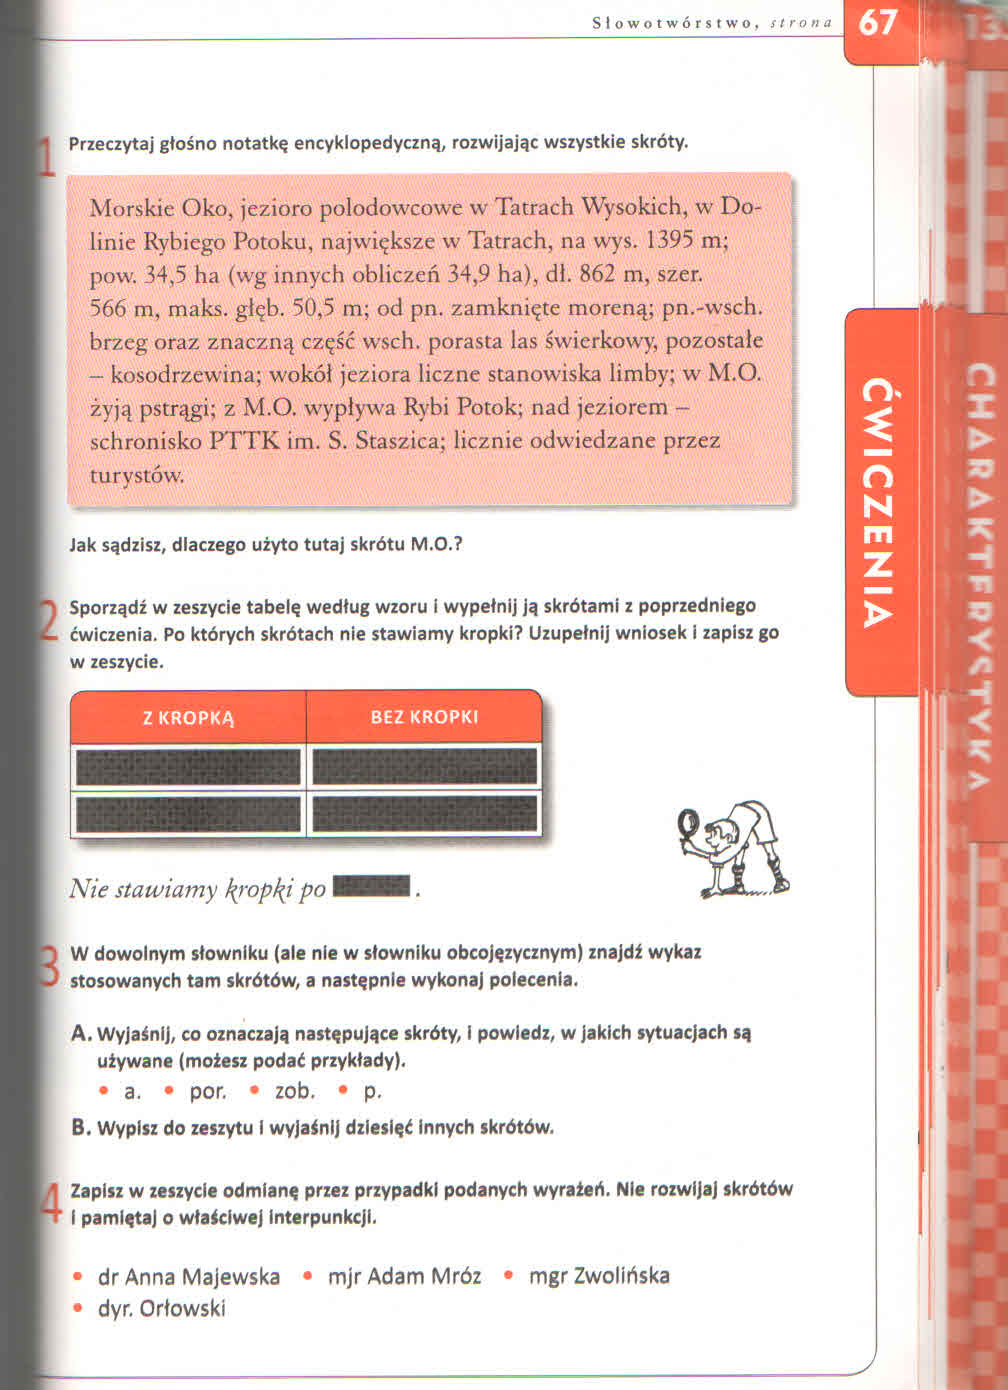 Słowotwórstwo, strona 67
1 Przeczytaj głośno notatkę encyklopedyczną, rozwijając wszystkie skróty.
Morskie Oko, jezioro polodowcowe w Tatrach Wysokich, w Do-
linie Rybiego Potoku, największe w Tatrach, na wys. 1395 m;
pow. 34,5 ha (wg innych obliczeń 34,9 ha), dł. 862 m, szer.
566 m, maks. głęb. 50,5 m; od pn. zamknięte moreną; pn.-wsch.
brzeg oraz znaczną część wsch. porasta las świerkowy, pozostałe
– kosodrzewina; wokół jeziora liczne stanowiska limby; w M.O.
żyją pstrągi; z M.O. wypływa Rybi Potok; nad jeziorem –
schronisko PTTK im. S. Staszica; licznie odwiedzane przez
turystów.
Jak sądzisz, dlaczego użyto tutaj skrótu M.O.?
2 Sporządź w zeszycie tabelę według wzoru i wypełnij ją skrótami z poprzedniego
ćwiczenia. Po których skrótach nie stawiamy kropki? Uzupełnij wniosek i zapisz go
w zeszycie.
Z KROPKĄ BEZ KROPKI
Nie stawiamy kropki po .
3 W dowolnym słowniku (ale nie w słowniku obcojęzycznym) znajdź wykaz
stosowanych tam skrótów, a następnie wykonaj polecenia.
A. Wyjaśnij, co oznaczają następujące skróty, i powiedz, w jakich sytuacjach są
używane (możesz podać przykłady).
• a. • por. • zob. • p.
B. Wypisz do zeszytu i wyjaśnij dziesięć innych skrótów.
4 Zapisz w zeszycie odmianę przez przypadki podanych wyrażeń. Nie rozwijaj skrótów
i pamiętaj o właściwej interpunkcji.
• dr Anna Majewska • mjr Adam Mróz • mgr Zwolińska
• dyr. Orłowski
ĆWICZENIA
13.
CHARAKTERYSTYKA